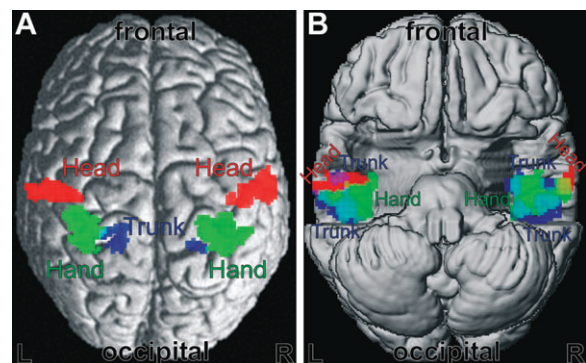 A
frontal
Head
Head
Trunk
Hand
Hand
L
occipital
R
B
frontal
Head
Trunk
Trunk
Head
Hand
Hand
Trunk
Trunk
L
occipital
R